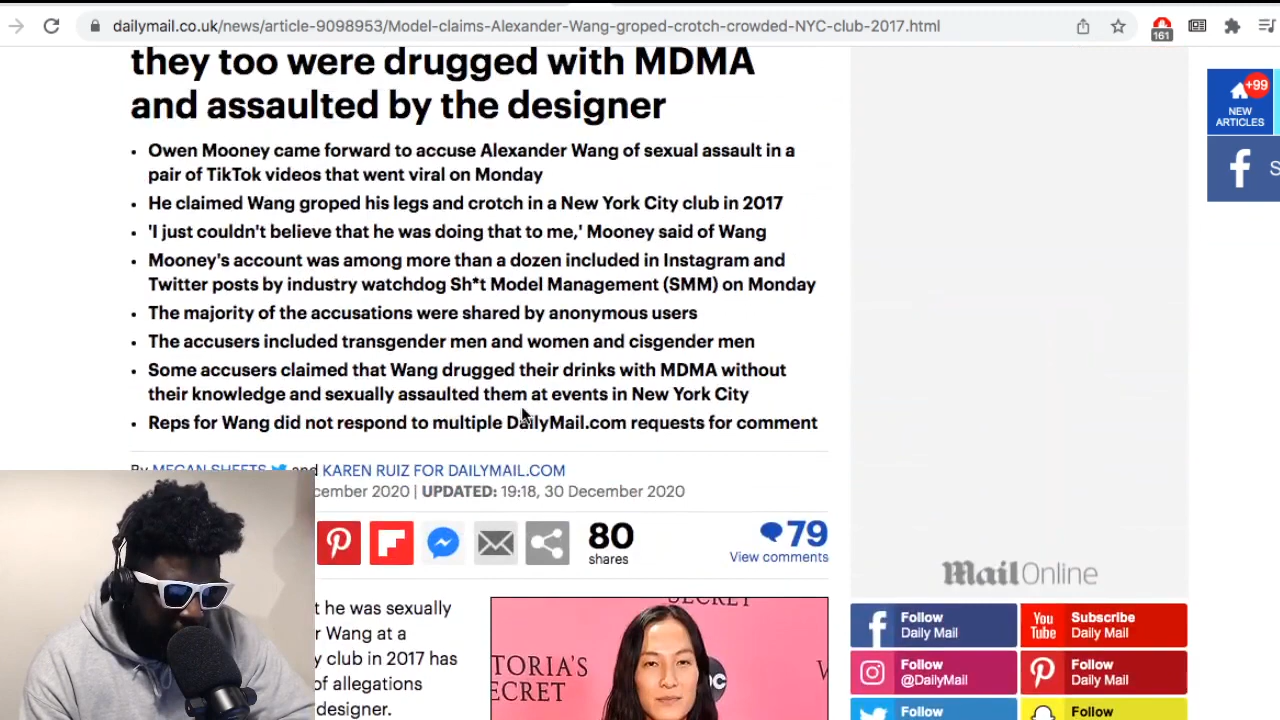 dailymail.co.uk/news/article-9098953/Model-claims-Alexander-Wang-groped-crotch-crowded-NYC-club-2017.html
161
they too were drugged with MDMA
and assaulted by the designer
+99
NEW
ARTICLES
• Owen Mooney came forward to accuse Alexander Wang of sexual assault in a
pair of TikTok videos that went viral on Monday
• He claimed Wang groped his legs and crotch in a New York City club in 2017
• 'I just couldn't believe that he was doing that to me,' Mooney said of Wang
• Mooney's account was among more than a dozen included in Instagram and
Twitter posts by industry watchdog Sh*t Model Management (SMM) on Monday
• The majority of the accusations were shared by anonymous users
• The accusers included transgender men and women and cisgender men
• Some accusers claimed that Wang drugged their drinks with MDMA without
their knowledge and sexually assaulted them at events in New York City
• Reps for Wang did not respond to multiple DailyMail.com requests for comment
By MEGAN SHEETS and KAREN RUIZ FOR DAILYMAIL.COM
cember 2020 | UPDATED: 19:18, 30 December 2020
80
shares
79
View comments
MailOnline
t he was sexually
r Wang at a
y club in 2017 has
of allegations
designer.
SECRET
TORIA'S
ECRET
abc
Follow
Daily Mail
Subscribe
Daily Mail
Follow
@DailyMail
Follow
Daily Mail
Follow
Follow